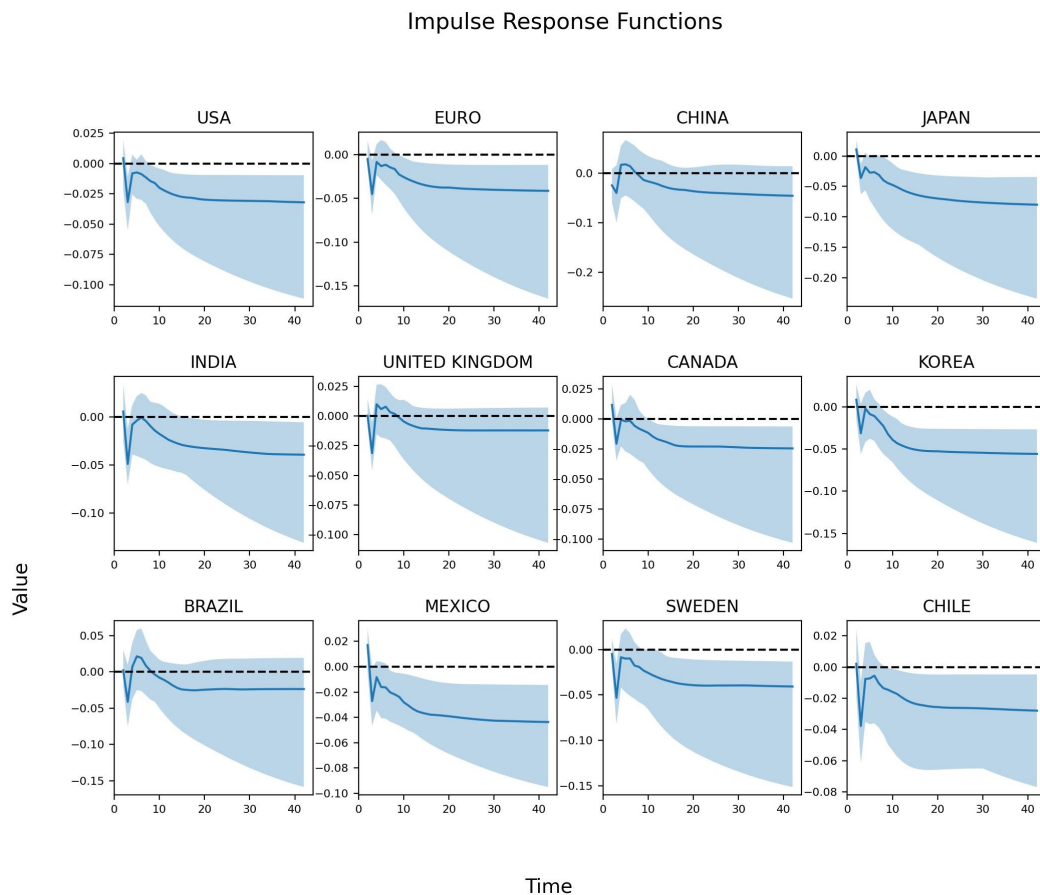 Impulse Response Functions
USA
EURO
CHINA
JAPAN
0.025
0.000
−0.025
−0.050
−0.075
−0.100
0 10 20 30 40
0.00
−0.05
−0.10
−0.15
0 10 20 30 40
0.0
−0.1
−0.2
0 10 20 30 40
0.00
−0.05
−0.10
−0.15
−0.20
0 10 20 30 40
INDIA
UNITED KINGDOM
CANADA
KOREA
0.00
−0.05
−0.10
0 10 20 30 40
0.025
0.000
−0.025
−0.050
−0.075
−0.100
0 10 20 30 40
0.025
0.000
−0.025
−0.050
−0.075
−0.100
0 10 20 30 40
0.00
−0.05
−0.10
−0.15
0 10 20 30 40
BRAZIL
MEXICO
SWEDEN
CHILE
0.05
0.00
−0.05
−0.10
−0.15
0 10 20 30 40
0.02
0.00
−0.02
−0.04
−0.06
−0.08
−0.10
0 10 20 30 40
0.00
−0.05
−0.10
−0.15
0 10 20 30 40
0.02
0.00
−0.02
−0.04
−0.06
−0.08
0 10 20 30 40
Value
Time